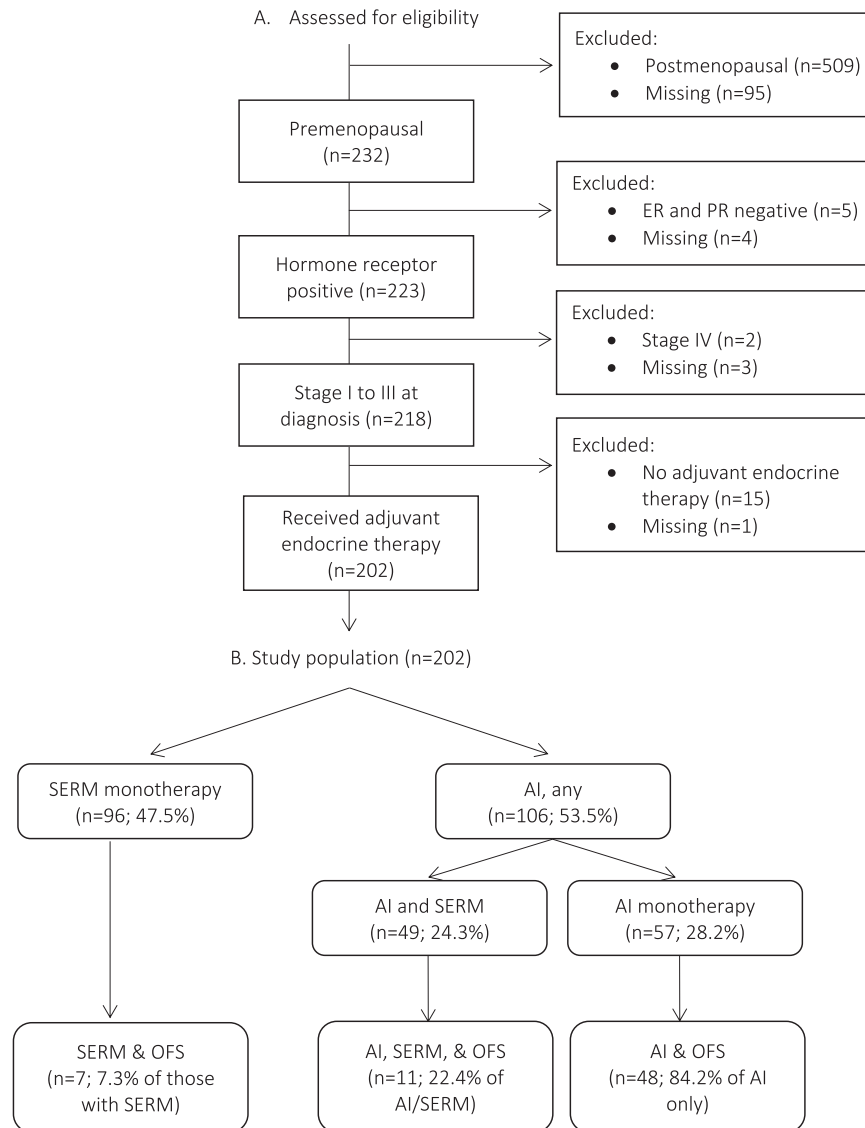 A. Assessed for eligibility
Excluded:
• Postmenopausal (n=509)
• Missing (n=95)
Premenopausal
(n=232)
Excluded:
• ER and PR negative (n=5)
• Missing (n=4)
Hormone receptor
positive (n=223)
Excluded:
• Stage IV (n=2)
• Missing (n=3)
Stage I to III at
diagnosis (n=218)
Excluded:
• No adjuvant endocrine
therapy (n=15)
• Missing (n=1)
Received adjuvant
endocrine therapy
(n=202)
B. Study population (n=202)
SERM monotherapy
(n=96; 47.5%)
AI, any
(n=106; 53.5%)
AI and SERM
(n=49; 24.3%)
AI monotherapy
(n=57; 28.2%)
SERM & OFS
(n=7; 7.3% of those
with SERM)
AI, SERM, & OFS
(n=11; 22.4% of
AI/SERM)
AI & OFS
(n=48; 84.2% of AI
only)